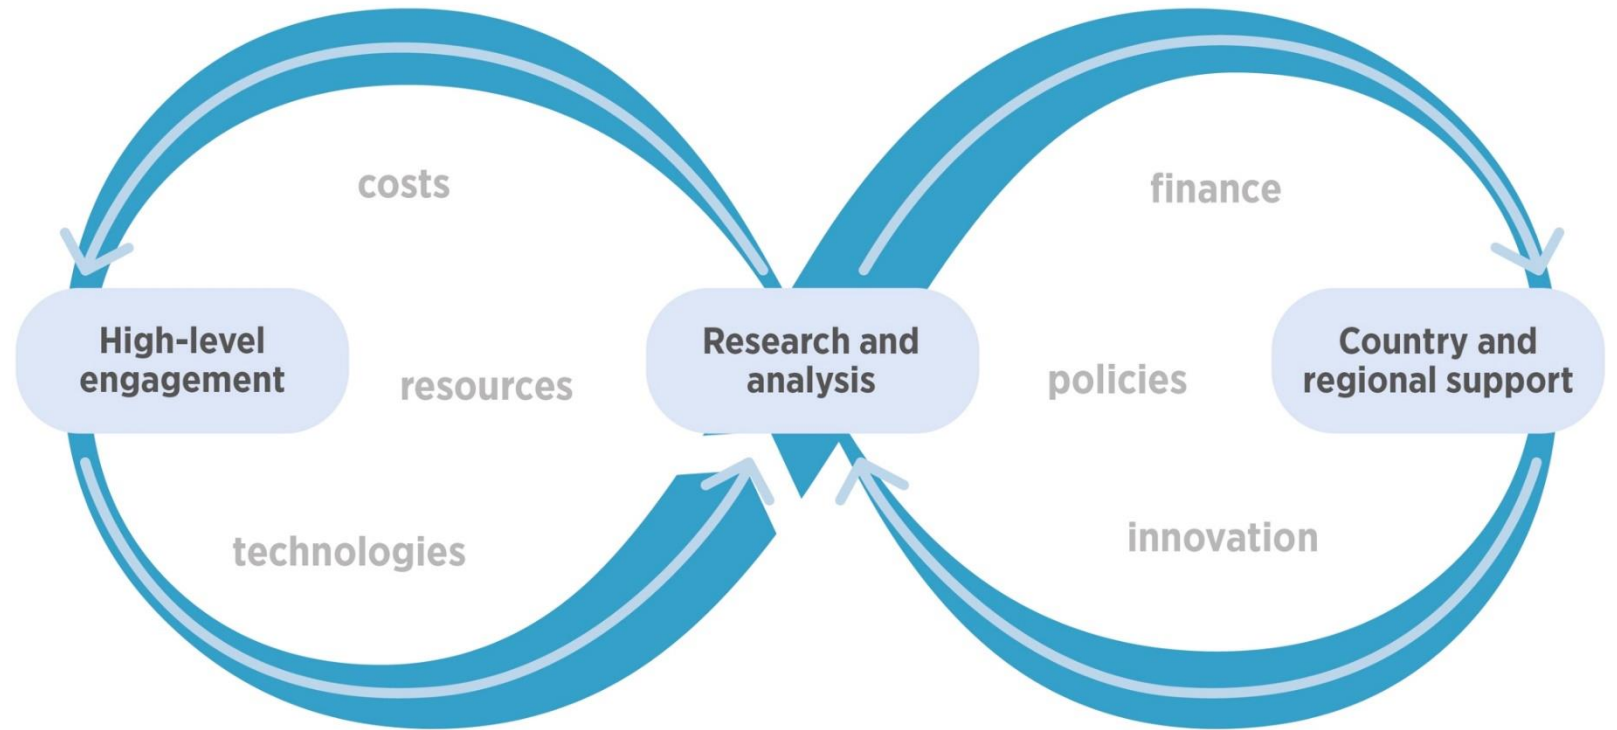 costs
finance
High-level
engagement
resources
Research and
analysis
policies
Country and
regional support
technologies
innovation